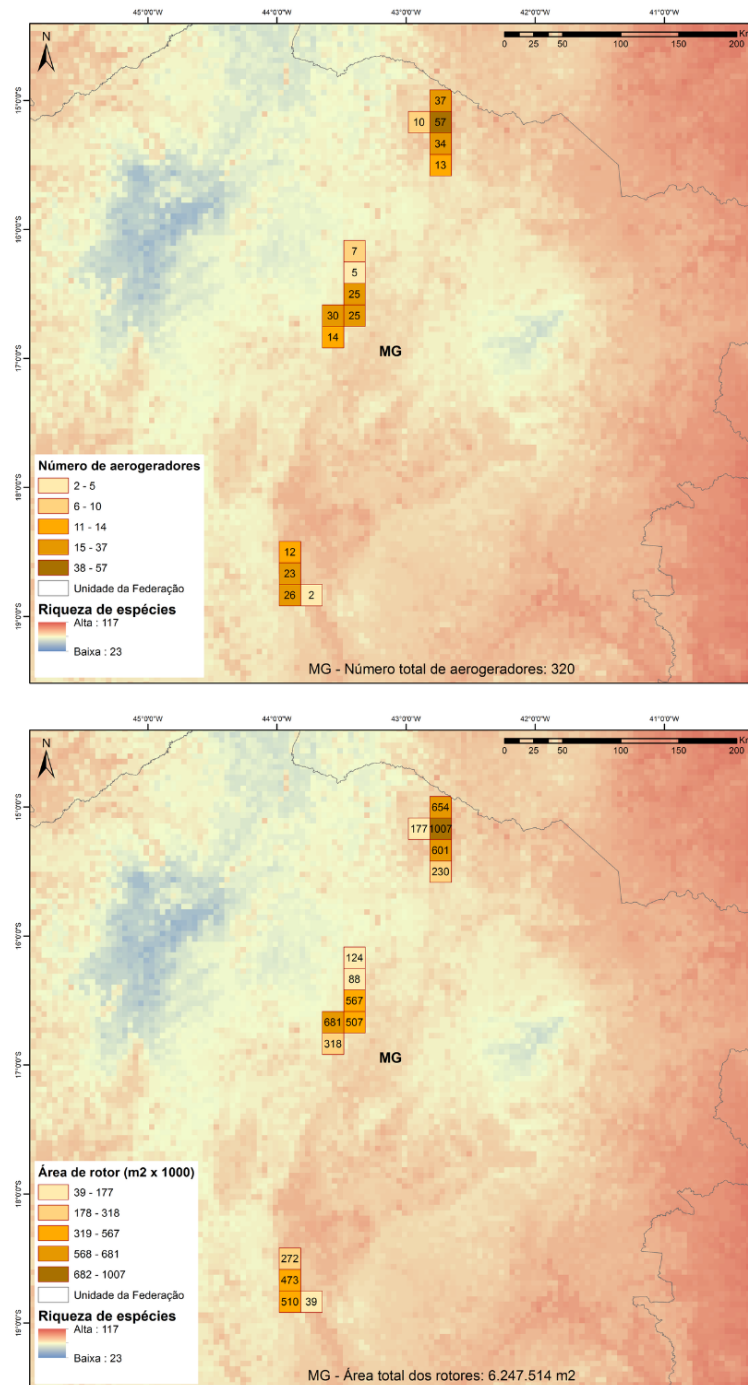 45°0'0"W 44°0'0"W 43°0'0"W 42°0'0"W 41°0'0"W
N
Km
0 25 50 100 150 200
15°0'0"S
37
10 57
34
13
16°0'0"S
7
5
25
30 25
14
17°0'0"S
MG
Número de aerogeradores
2 - 5
6 - 10
11 - 14
15 - 37
38 - 57
Unidade da Federação
Riqueza de espécies
Alta : 117
Baixa : 23
18°0'0"S
12
23
26 2
19°0'0"S
MG - Número total de aerogeradores: 320
45°0'0"W 44°0'0"W 43°0'0"W 42°0'0"W 41°0'0"W
N
Km
0 25 50 100 150 200
15°0'0"S
654
177 1007
601
230
16°0'0"S
124
88
567
681 507
318
17°0'0"S
MG
Área de rotor (m2 x 1000)
39 - 177
178 - 318
319 - 567
568 - 681
682 - 1007
Unidade da Federação
Riqueza de espécies
Alta : 117
Baixa : 23
18°0'0"S
272
473
510 39
19°0'0"S
MG - Área total dos rotores: 6.247.514 m2